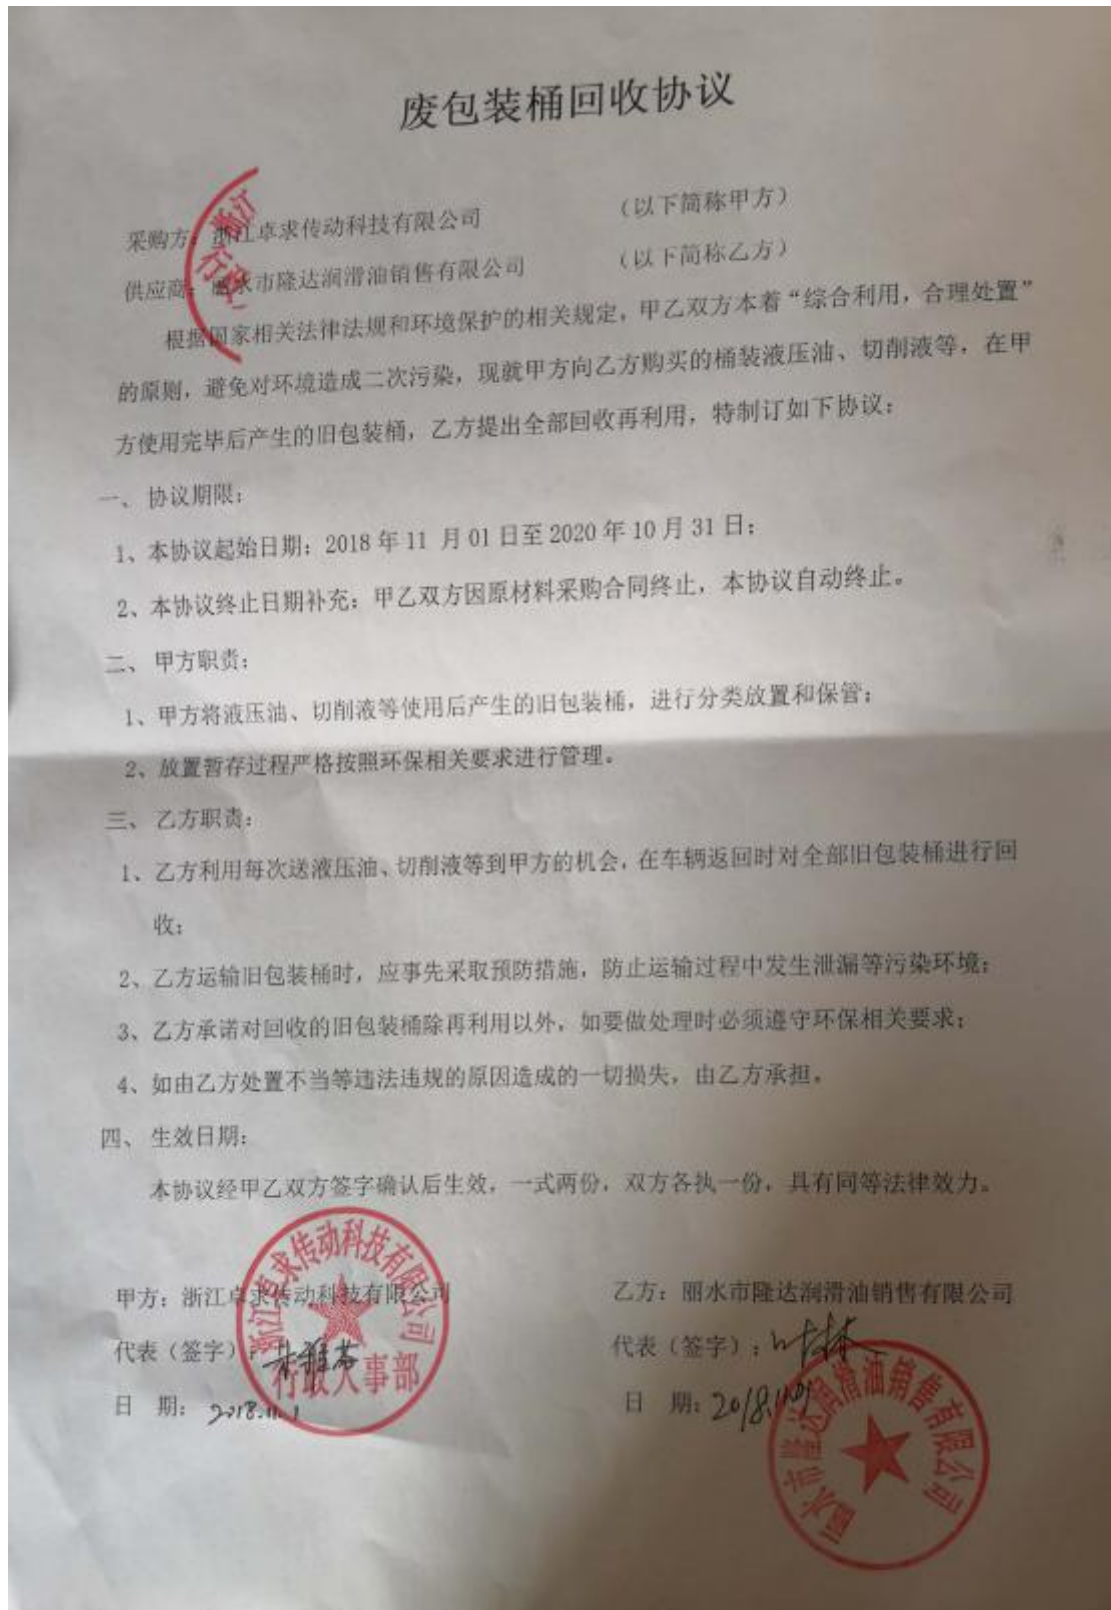 废包装桶回收协议
采购方：浙江卓求传动科技有限公司 （以下简称甲方）
供应商：丽水市隆达润滑油销售有限公司 （以下简称乙方）
根据国家相关法律法规和环境保护的相关规定，甲乙双方本着“综合利用，合理处置”
的原则，避免对环境造成二次污染，现就甲方向乙方购买的桶装液压油、切削液等，在甲
方使用完毕后产生的旧包装桶，乙方提出全部回收再利用，特制订如下协议：
一、协议期限：
1、本协议起始日期：2018 年 11 月 01 日至 2020 年 10 月 31 日；
2、本协议终止日期补充：甲乙双方因原材料采购合同终止，本协议自动终止。
二、甲方职责：
1、甲方将液压油、切削液等使用后产生的旧包装桶，进行分类放置和保管；
2、放置暂存过程严格按照环保相关要求进行管理。
三、乙方职责：
1、乙方利用每次送液压油、切削液等到甲方的机会，在车辆返回时对全部旧包装桶进行回
收；
2、乙方运输旧包装桶时，应事先采取预防措施，防止运输过程中发生泄漏等污染环境；
3、乙方承诺对回收的旧包装桶除再利用以外，如要做处理时必须遵守环保相关要求；
4、如由乙方处置不当等违法违规的原因造成的一切损失，由乙方承担。
四、生效日期：
本协议经甲乙双方签字确认后生效，一式两份，双方各执一份，具有同等法律效力。
甲方：浙江卓求传动科技有限公司 乙方：丽水市隆达润滑油销售有限公司
代表（签字）： 代表（签字）：叶林
日 期：2018.11.1 日 期：2018.11.01
浙江卓求传动科技有限公司
行政人事部
丽水市隆达润滑油销售有限公司
浙江
行政